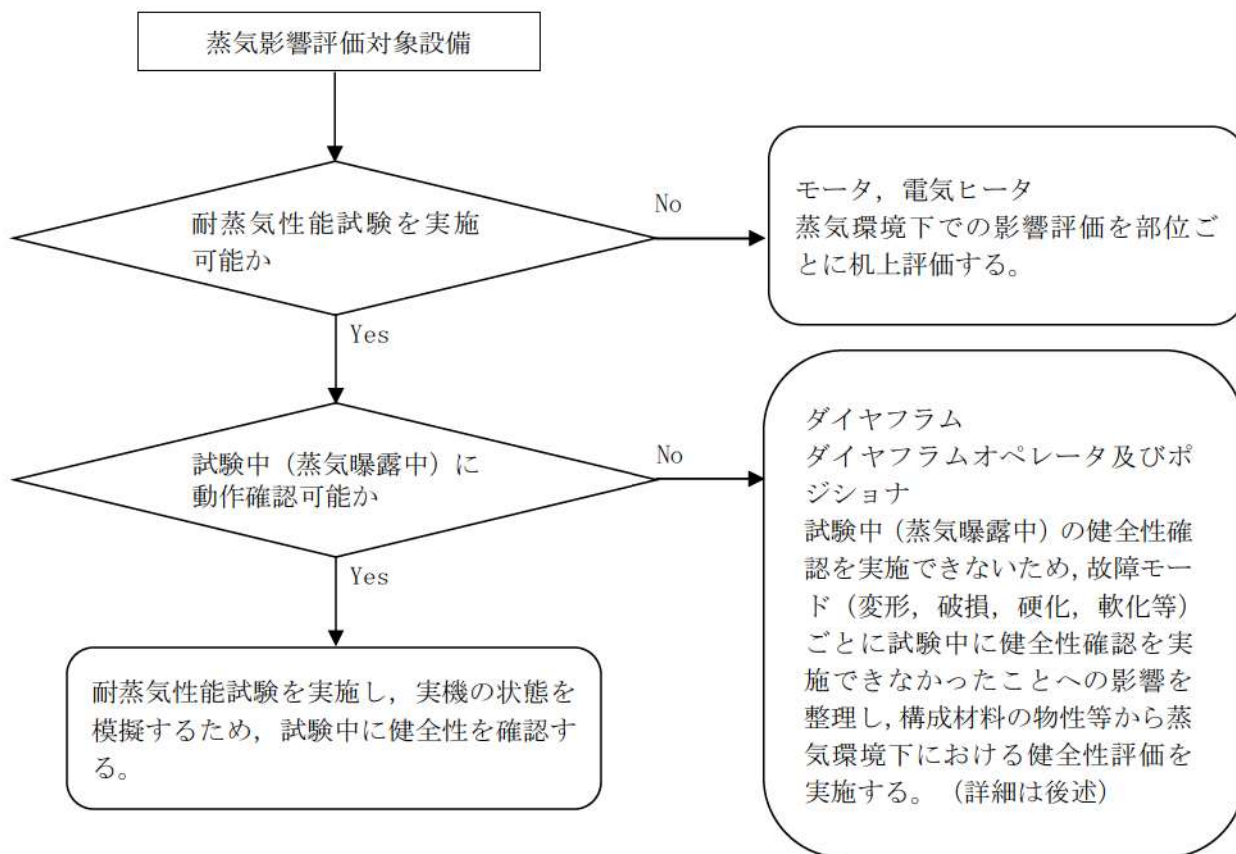 蒸気影響評価対象設備
耐蒸気性能試験を実施
可能か
No
モータ，電気ヒータ
蒸気環境下での影響評価を部位ご
とに机上評価する。
Yes
試験中（蒸気曝露中）に
動作確認可能か
No
ダイヤフラム
ダイヤフラムオペレータ及びポ
ジショナ
試験中（蒸気曝露中）の健全性確
認を実施できないため，故障モー
ド（変形，破損，硬化，軟化等）
ごとに試験中に健全性確認を実
施できなかったことへの影響を
整理し，構成材料の物性等から蒸
気環境下における健全性評価を
実施する。（詳細は後述）
Yes
耐蒸気性能試験を実施し，実機の状態を
模擬するため，試験中に健全性を確認す
る。